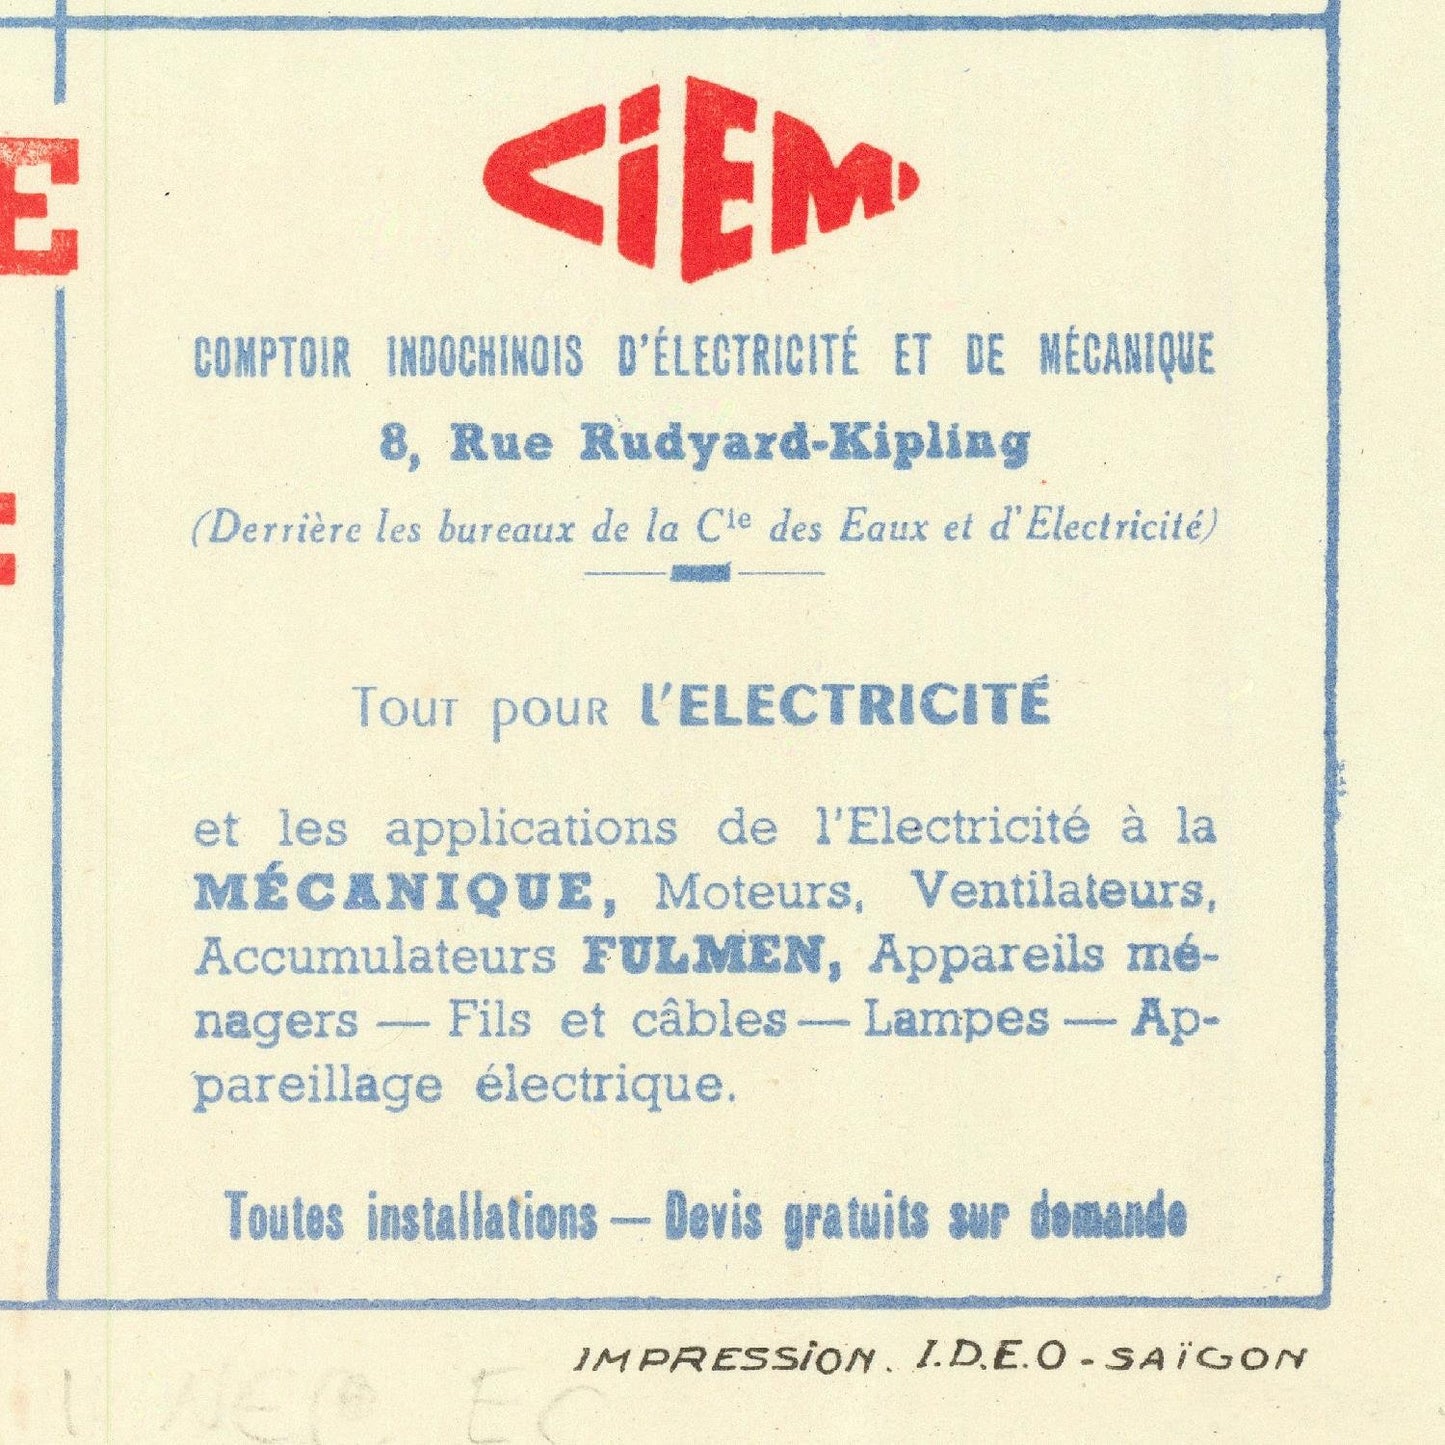 CIEM
COMPTOIR INDOCHINOIS D'ÉLECTRICITÉ ET DE MÉCANIQUE
8, Rue Rudyard-Kipling
(Derrière les bureaux de la Cie des Eaux et d'Electricité)
Tout pour l'ELECTRICITÉ
et les applications de l'Electricité à la
MÉCANIQUE, Moteurs, Ventilateurs,
Accumulateurs FULMEN, Appareils mé-
nagers — Fils et câbles — Lampes — Ap-
pareillage électrique.
Toutes installations — Devis gratuits sur demande
IMPRESSION. I.D.E.O - SAÏGON